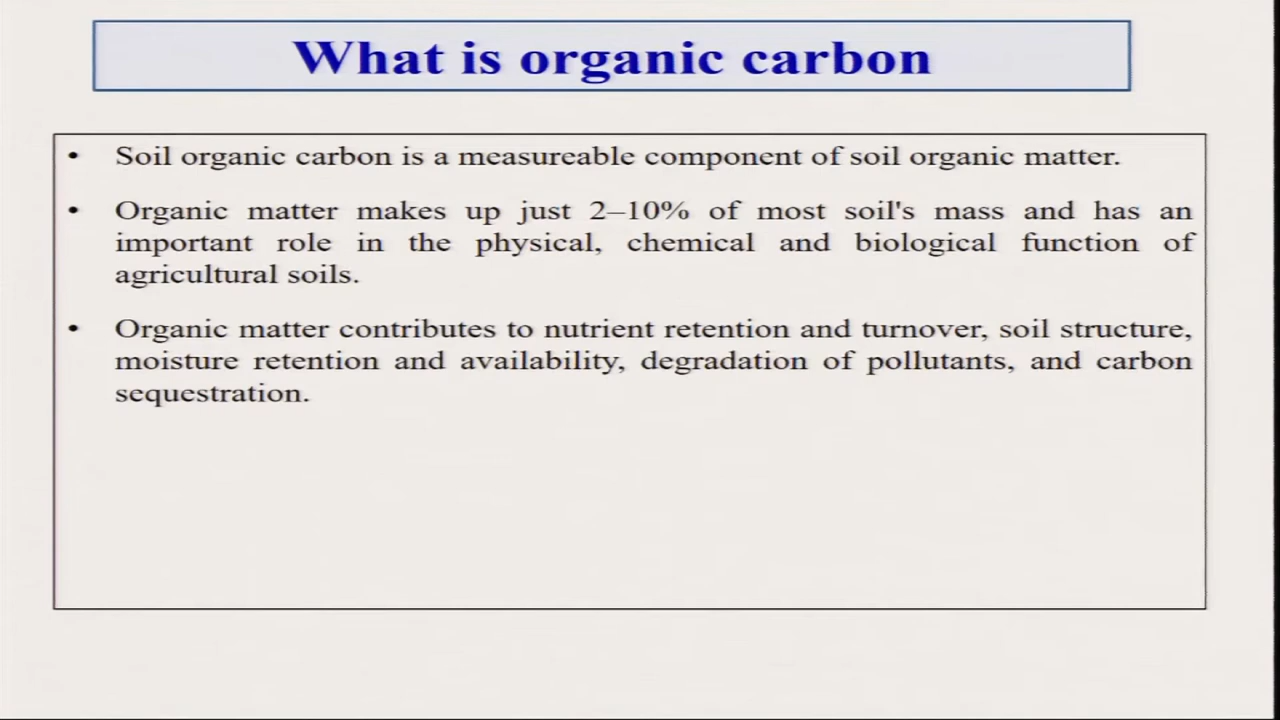 What is organic carbon
• Soil organic carbon is a measureable component of soil organic matter.
• Organic matter makes up just 2–10% of most soil's mass and has an
important role in the physical, chemical and biological function of
agricultural soils.
• Organic matter contributes to nutrient retention and turnover, soil structure,
moisture retention and availability, degradation of pollutants, and carbon
sequestration.